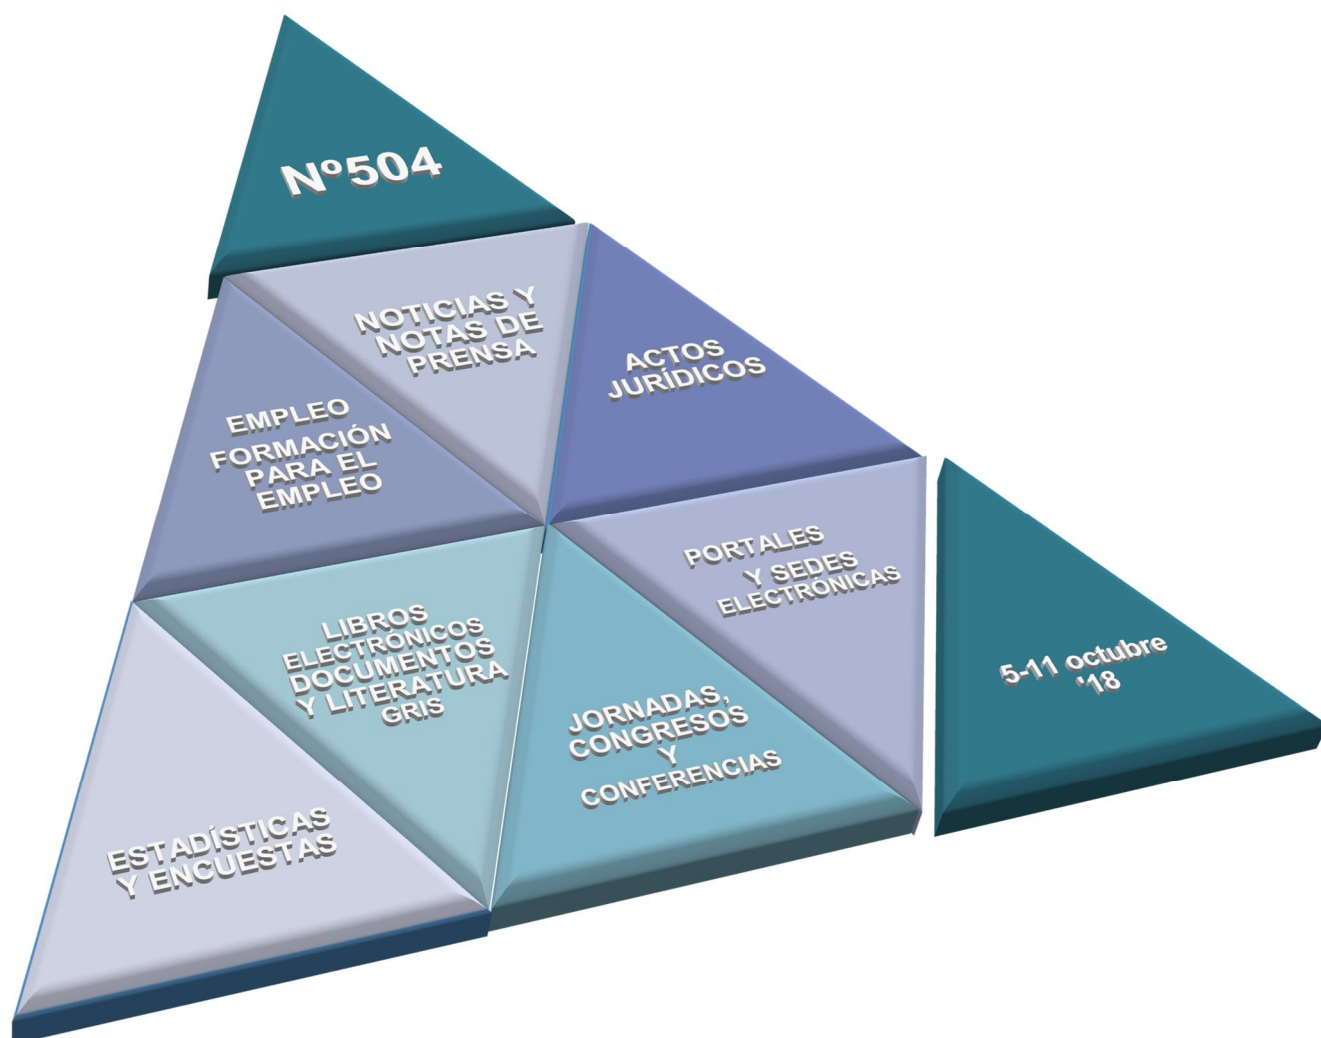 Nº504
NOTICIAS Y
NOTAS DE
PRENSA
ACTOS
JURÍDICOS
EMPLEO
FORMACIÓN
PARA EL
EMPLEO
PORTALES
Y SEDES
ELECTRÓNICAS
LIBROS
ELECTRÓNICOS
DOCUMENTOS
Y LITERATURA
GRIS
JORNADAS,
CONGRESOS
Y
CONFERENCIAS
5-11 octubre
'18
ESTADÍSTICAS
Y ENCUESTAS